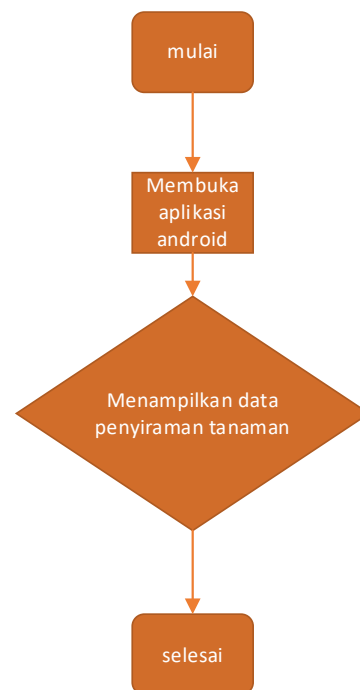 mulai
Membuka
aplikasi
android
Menampilkan data
penyiraman tanaman
selesai